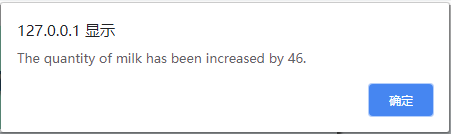 127.0.0.1 显示
The quantity of milk has been increased by 46.
确定